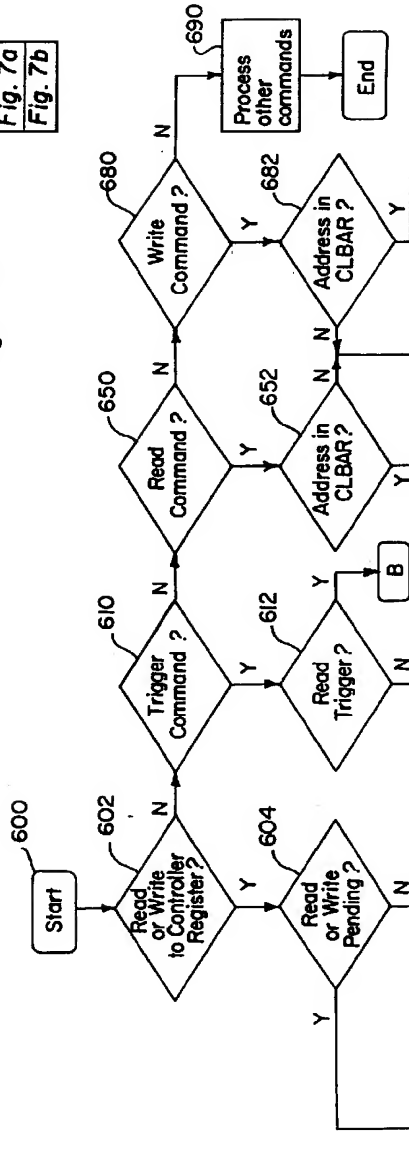 Fig. 7a
Fig. 7b
600
Start
602
Read
or Write
to Controller
Register?
N
Y
610
Trigger
Command ?
N
Y
650
Read
Command ?
N
Y
680
Write
Command ?
N
Y
690
Process
other
commands
End
604
Read
or Write
Pending ?
Y
N
612
Read
Trigger ?
Y
N
B
652
Address in
CLBAR ?
N
Y
682
Address in
CLBAR ?
N
Y